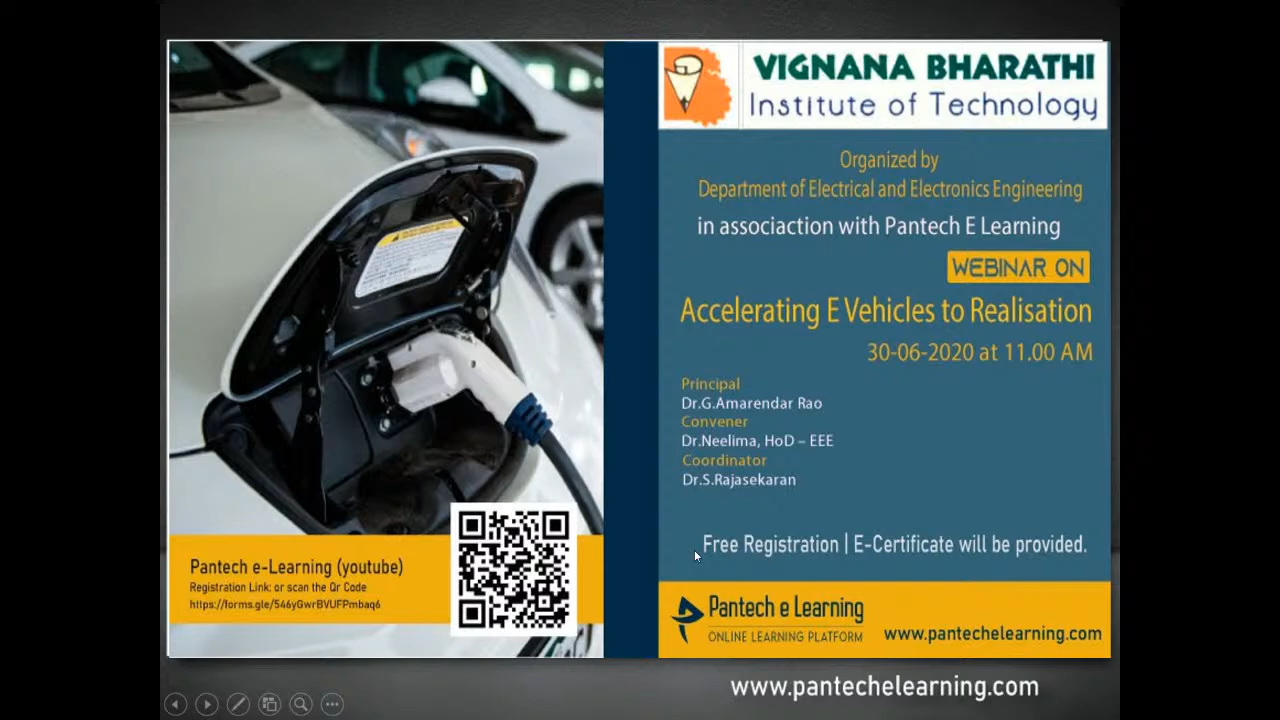 VIGNANA BHARATHI
Institute of Technology
Organized by
Department of Electrical and Electronics Engineering
in associaction with Pantech E Learning
WEBINAR ON
Accelerating E Vehicles to Realisation
30-06-2020 at 11.00 AM
Principal
Dr.G.Amarendar Rao
Convener
Dr.Neelima, HoD – EEE
Coordinator
Dr.S.Rajasekaran
Free Registration | E-Certificate will be provided.
Pantech e-Learning (youtube)
Registration Link: or scan the Qr Code
https://forms.gle/546yGwrBVUFPmbaq6
Pantech e Learning
ONLINE LEARNING PLATFORM
www.pantechelearning.com
www.pantechelearning.com